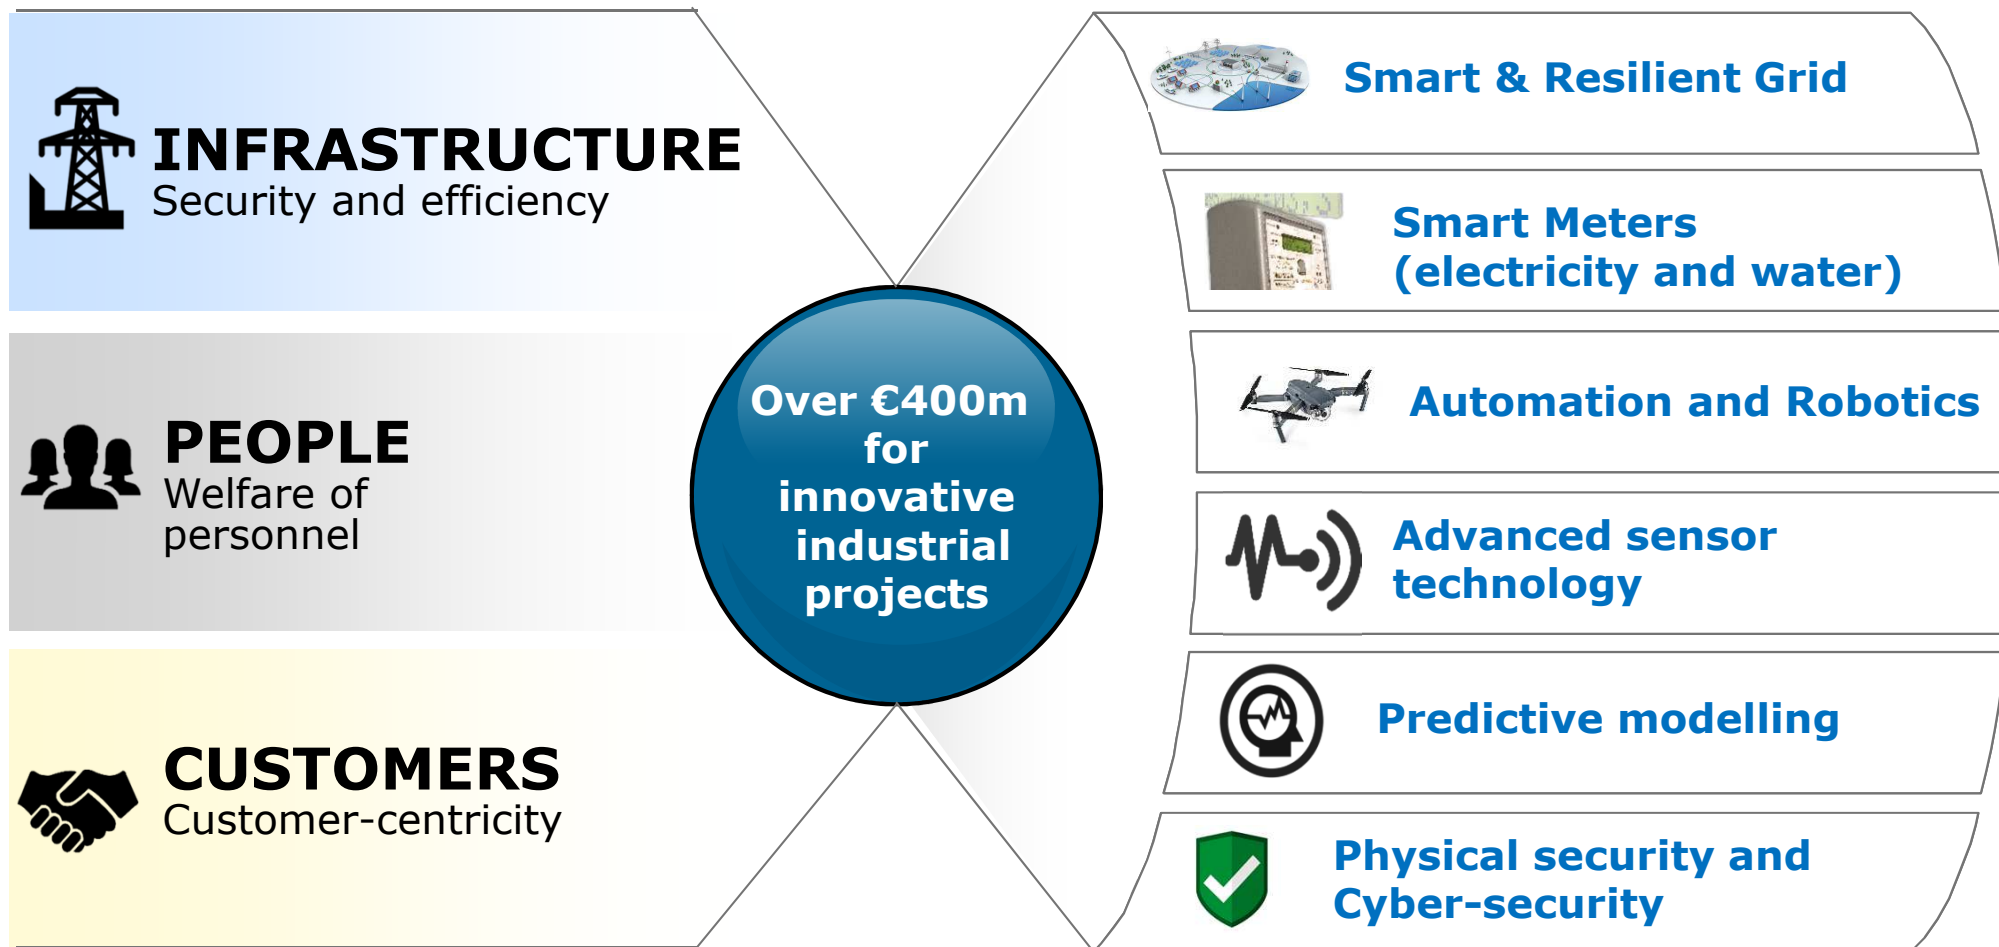 INFRASTRUCTURE
Security and efficiency
PEOPLE
Welfare of
personnel
CUSTOMERS
Customer-centricity
Over €400m
for
innovative
industrial
projects
Smart & Resilient Grid
Smart Meters
(electricity and water)
Automation and Robotics
Advanced sensor
technology
Predictive modelling
Physical security and
Cyber-security